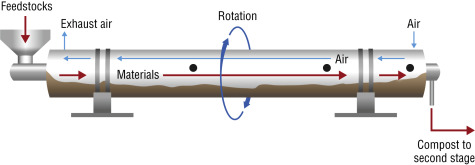 Feedstocks
Exhaust air
Rotation
Air
Air
Materials
Compost to
second stage